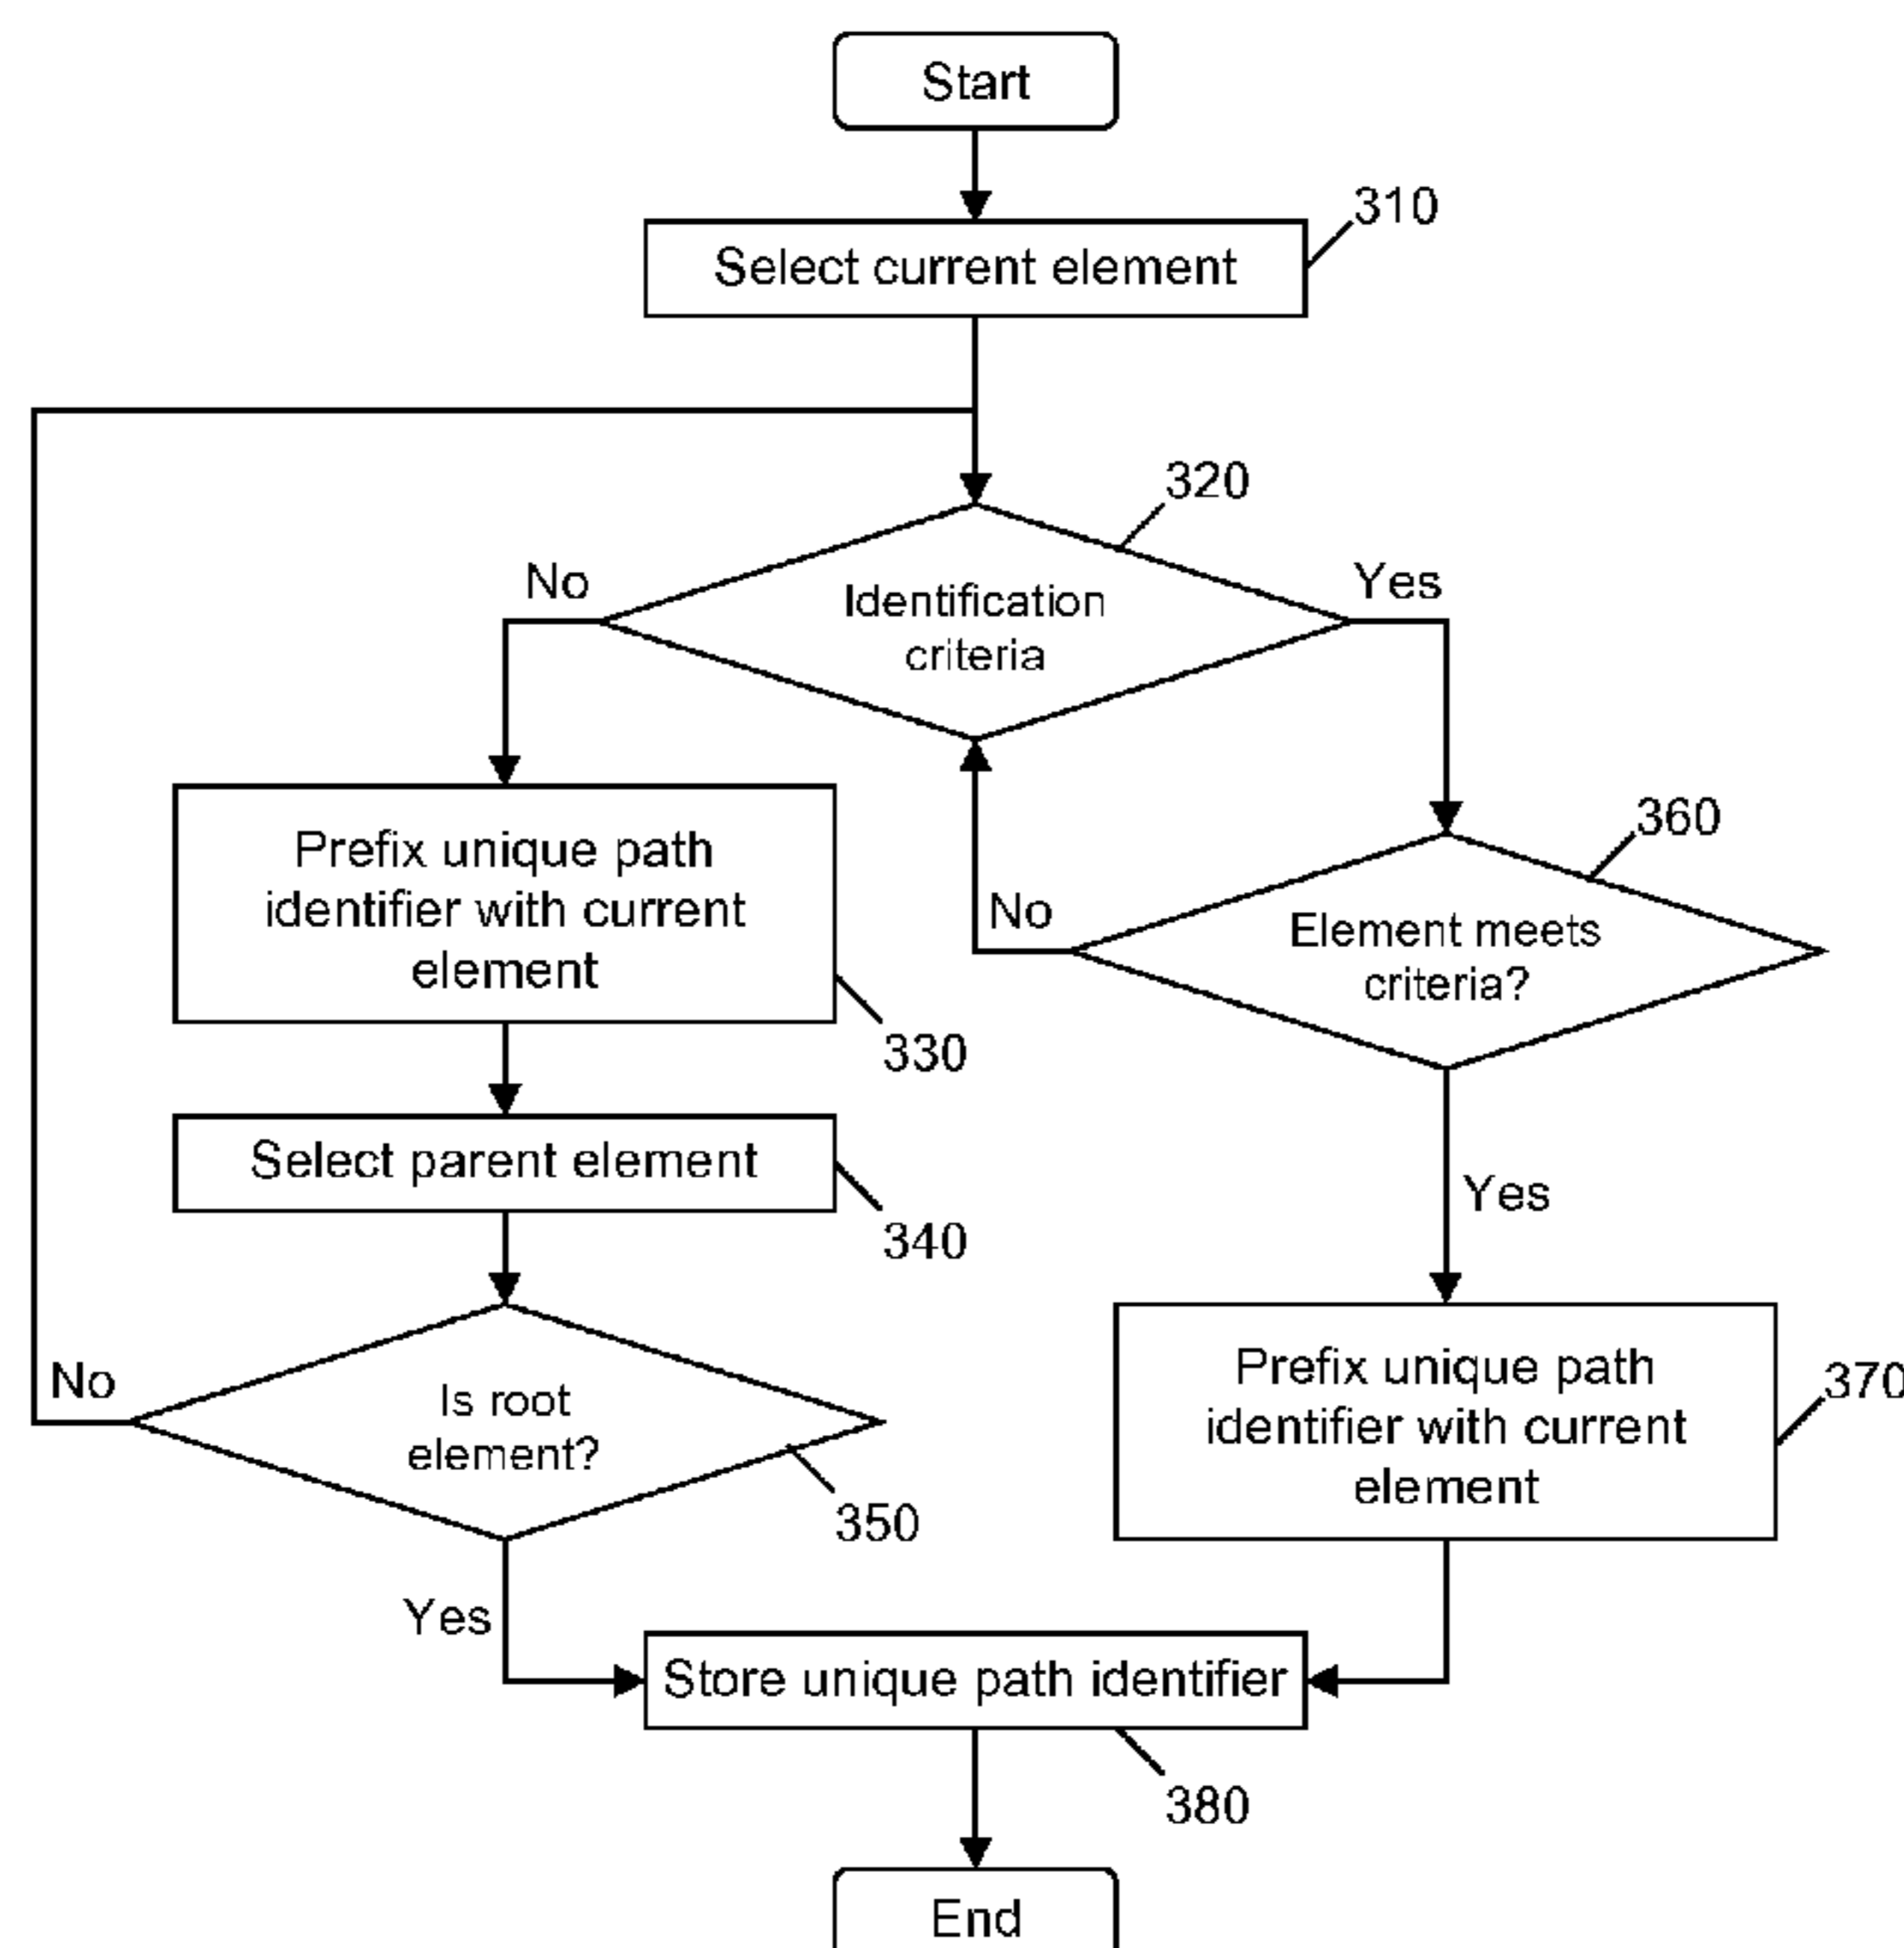 Start
310
Select current element
320
No
Yes
Identification
criteria
360
Prefix unique path
identifier with current
element
No
Element meets
criteria?
330
Select parent element
Yes
340
No
Is root
element?
Prefix unique path
identifier with current
element
370
350
Yes
Store unique path identifier
380
End